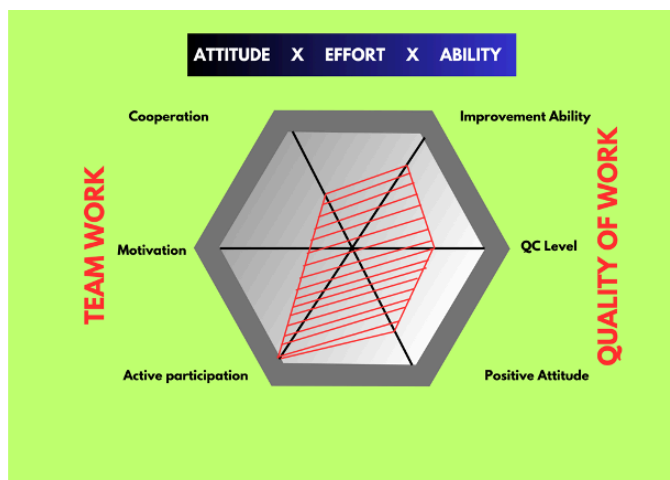 ATTITUDE X EFFORT X ABILITY
Cooperation
Improvement Ability
TEAM WORK
QUALITY OF WORK
Motivation
QC Level
Active participation
Positive Attitude